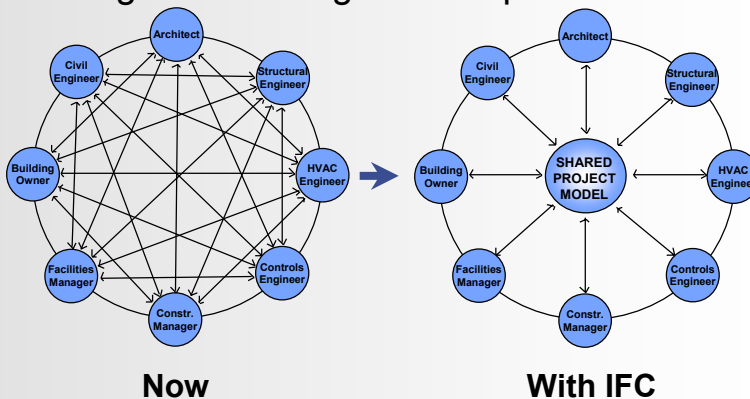 Architect
Civil
Engineer
Structural
Engineer
Building
Owner
HVAC
Engineer
Facilities
Manager
Controls
Engineer
Constr.
Manager
Now
Architect
Civil
Engineer
Structural
Engineer
Building
Owner
SHARED
PROJECT
MODEL
HVAC
Engineer
Facilities
Manager
Controls
Engineer
Constr.
Manager
With IFC